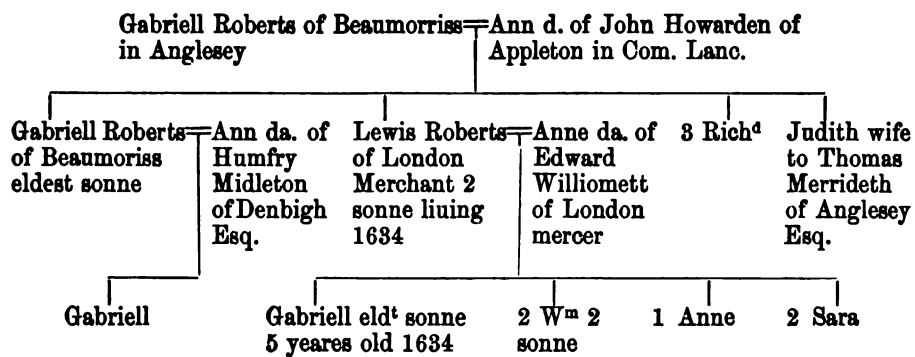 Gabriell Roberts of Beaumorriss
in Anglesey
Ann d. of John Howarden of
Appleton in Com. Lanc.
Gabriell Roberts
of Beaumoriss
eldest sonne
Ann da. of
Humfry
Midleton
of Denbigh
Esq.
Lewis Roberts
of London
Merchant 2
sonne liuing
1634
Anne da. of
Edward
Williomett
of London
mercer
3 Richᵈ
Judith wife
to Thomas
Merrideth
of Anglesey
Esq.
Gabriell
Gabriell eldᵗ sonne
5 yeares old 1634
2 Wᵐ 2
sonne
1 Anne
2 Sara